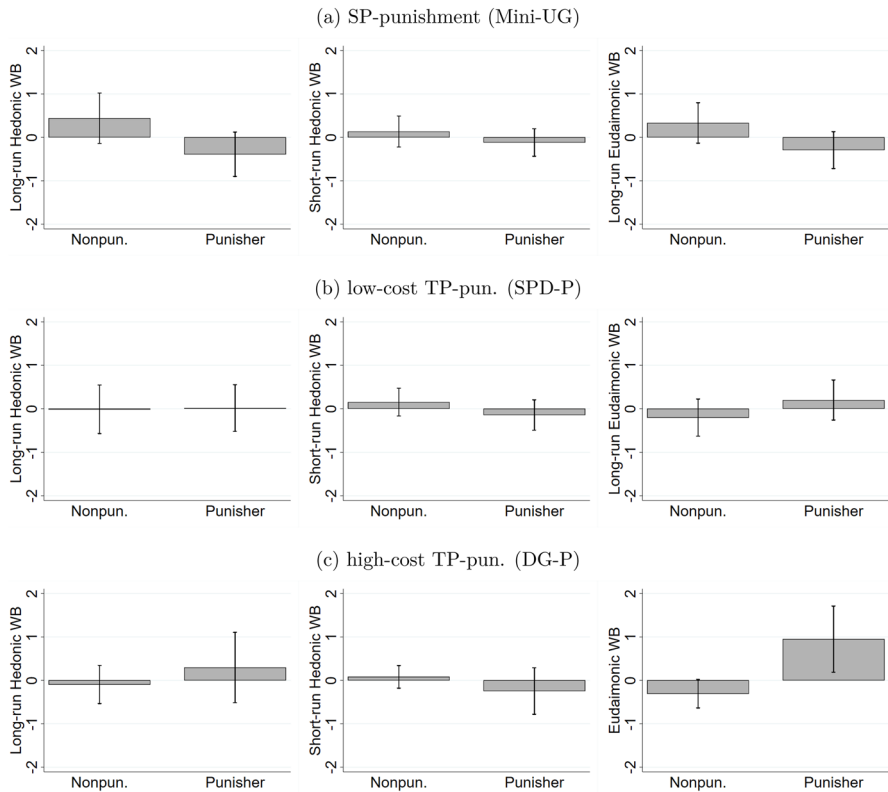 (a) SP-punishment (Mini-UG)
Long-run Hedonic WB
2
1
0
-1
-2
Nonpun. Punisher
Short-run Hedonic WB
2
1
0
-1
-2
Nonpun. Punisher
Long-run Eudaimonic WB
2
1
0
-1
-2
Nonpun. Punisher
(b) low-cost TP-pun. (SPD-P)
Long-run Hedonic WB
2
1
0
-1
-2
Nonpun. Punisher
Short-run Hedonic WB
2
1
0
-1
-2
Nonpun. Punisher
Long-run Eudaimonic WB
2
1
0
-1
-2
Nonpun. Punisher
(c) high-cost TP-pun. (DG-P)
Long-run Hedonic WB
2
1
0
-1
-2
Nonpun. Punisher
Short-run Hedonic WB
2
1
0
-1
-2
Nonpun. Punisher
Eudaimonic WB
2
1
0
-1
-2
Nonpun. Punisher